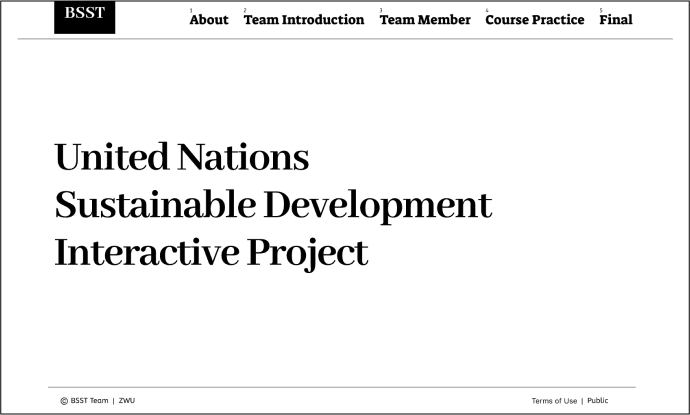 BSST
1 About 2 Team Introduction 3 Team Member 4 Course Practice 5 Final
United Nations
Sustainable Development
Interactive Project
© BSST Team | ZWU Terms of Use | Public